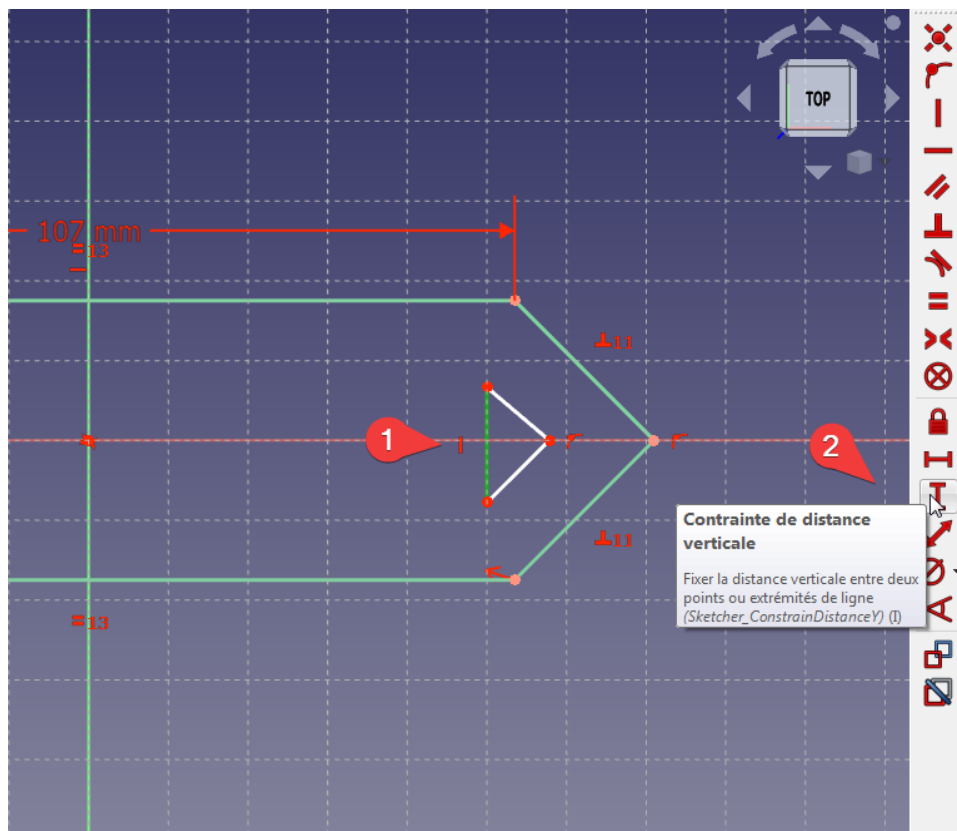 TOP
107 mm
=13
⊥11
1
2
Contrainte de distance
verticale
Fixer la distance verticale entre deux
points ou extrémités de ligne
(Sketcher_ConstrainDistanceY) (I)
⊥11
=13